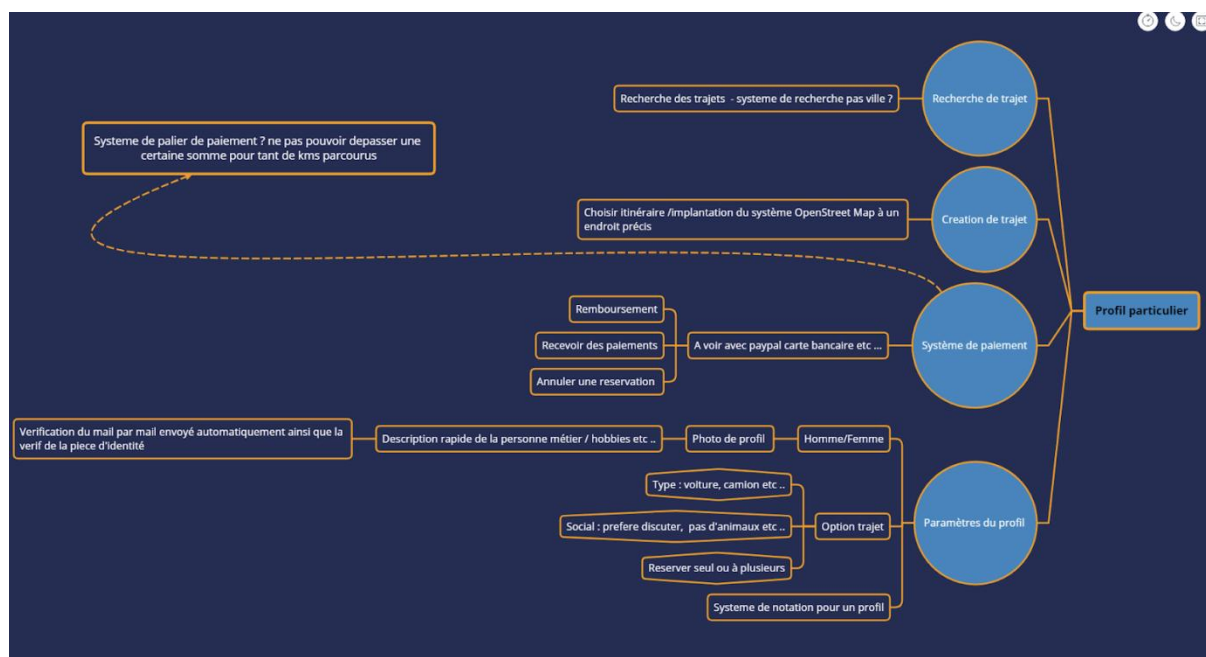 Recherche des trajets - systeme de recherche pas ville ?
Recherche de trajet
Systeme de palier de paiement ? ne pas pouvoir depasser une
certaine somme pour tant de kms parcourus
Choisir itinéraire /implantation du système OpenStreet Map à un
endroit précis
Creation de trajet
Profil particulier
Remboursement
Recevoir des paiements
Annuler une reservation
A voir avec paypal carte bancaire etc ...
Système de paiement
Verification du mail par mail envoyé automatiquement ainsi que la
verif de la piece d'identité
Description rapide de la personne métier / hobbies etc ..
Photo de profil
Homme/Femme
Type : voiture, camion etc ..
Social : prefere discuter, pas d'animaux etc ..
Reserver seul ou à plusieurs
Option trajet
Paramètres du profil
Systeme de notation pour un profil